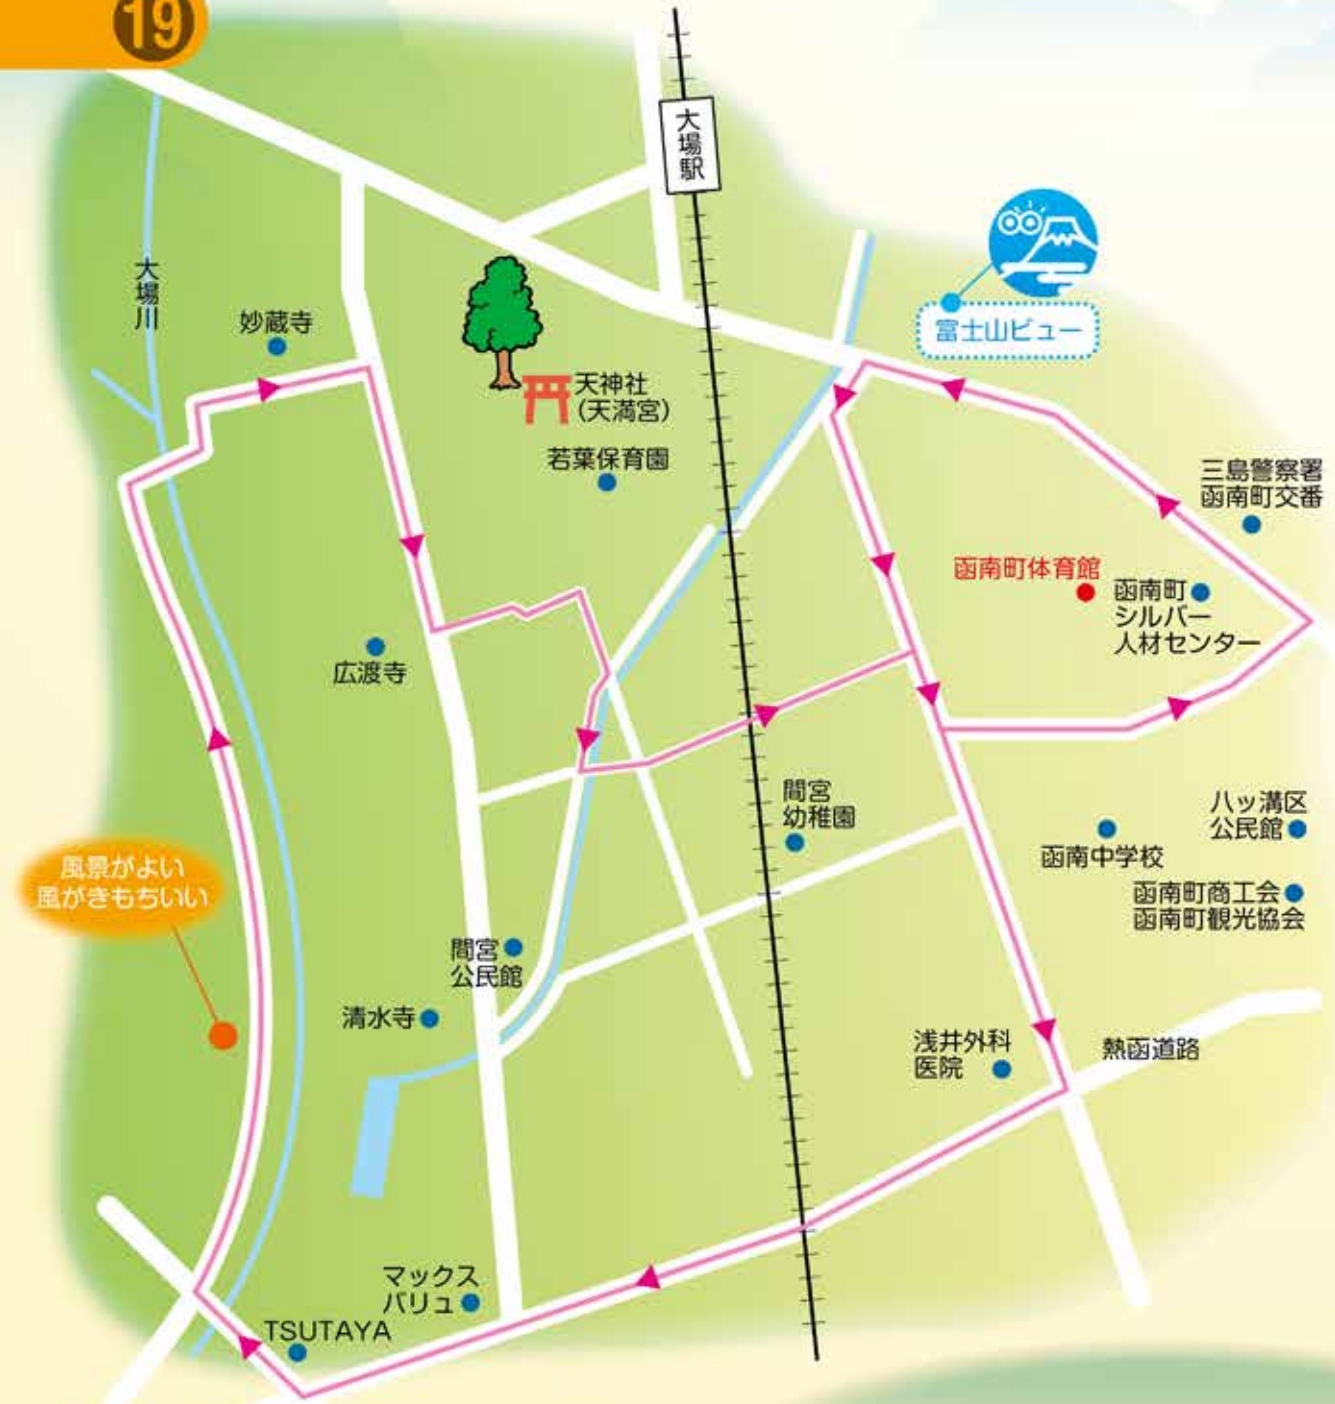 19
大場駅
大場川
妙蔵寺
富士山ビュー
天神社
(天満宮)
若葉保育園
三島警察署
函南町交番
函南町体育館
函南町
シルバー
人材センター
広渡寺
間宮
幼稚園
八ッ溝区
公民館
函南中学校
風景がよい
風がきもちいい
函南町商工会
函南町観光協会
間宮
公民館
清水寺
浅井外科
医院
熱函道路
マックス
バリュ
TSUTAYA